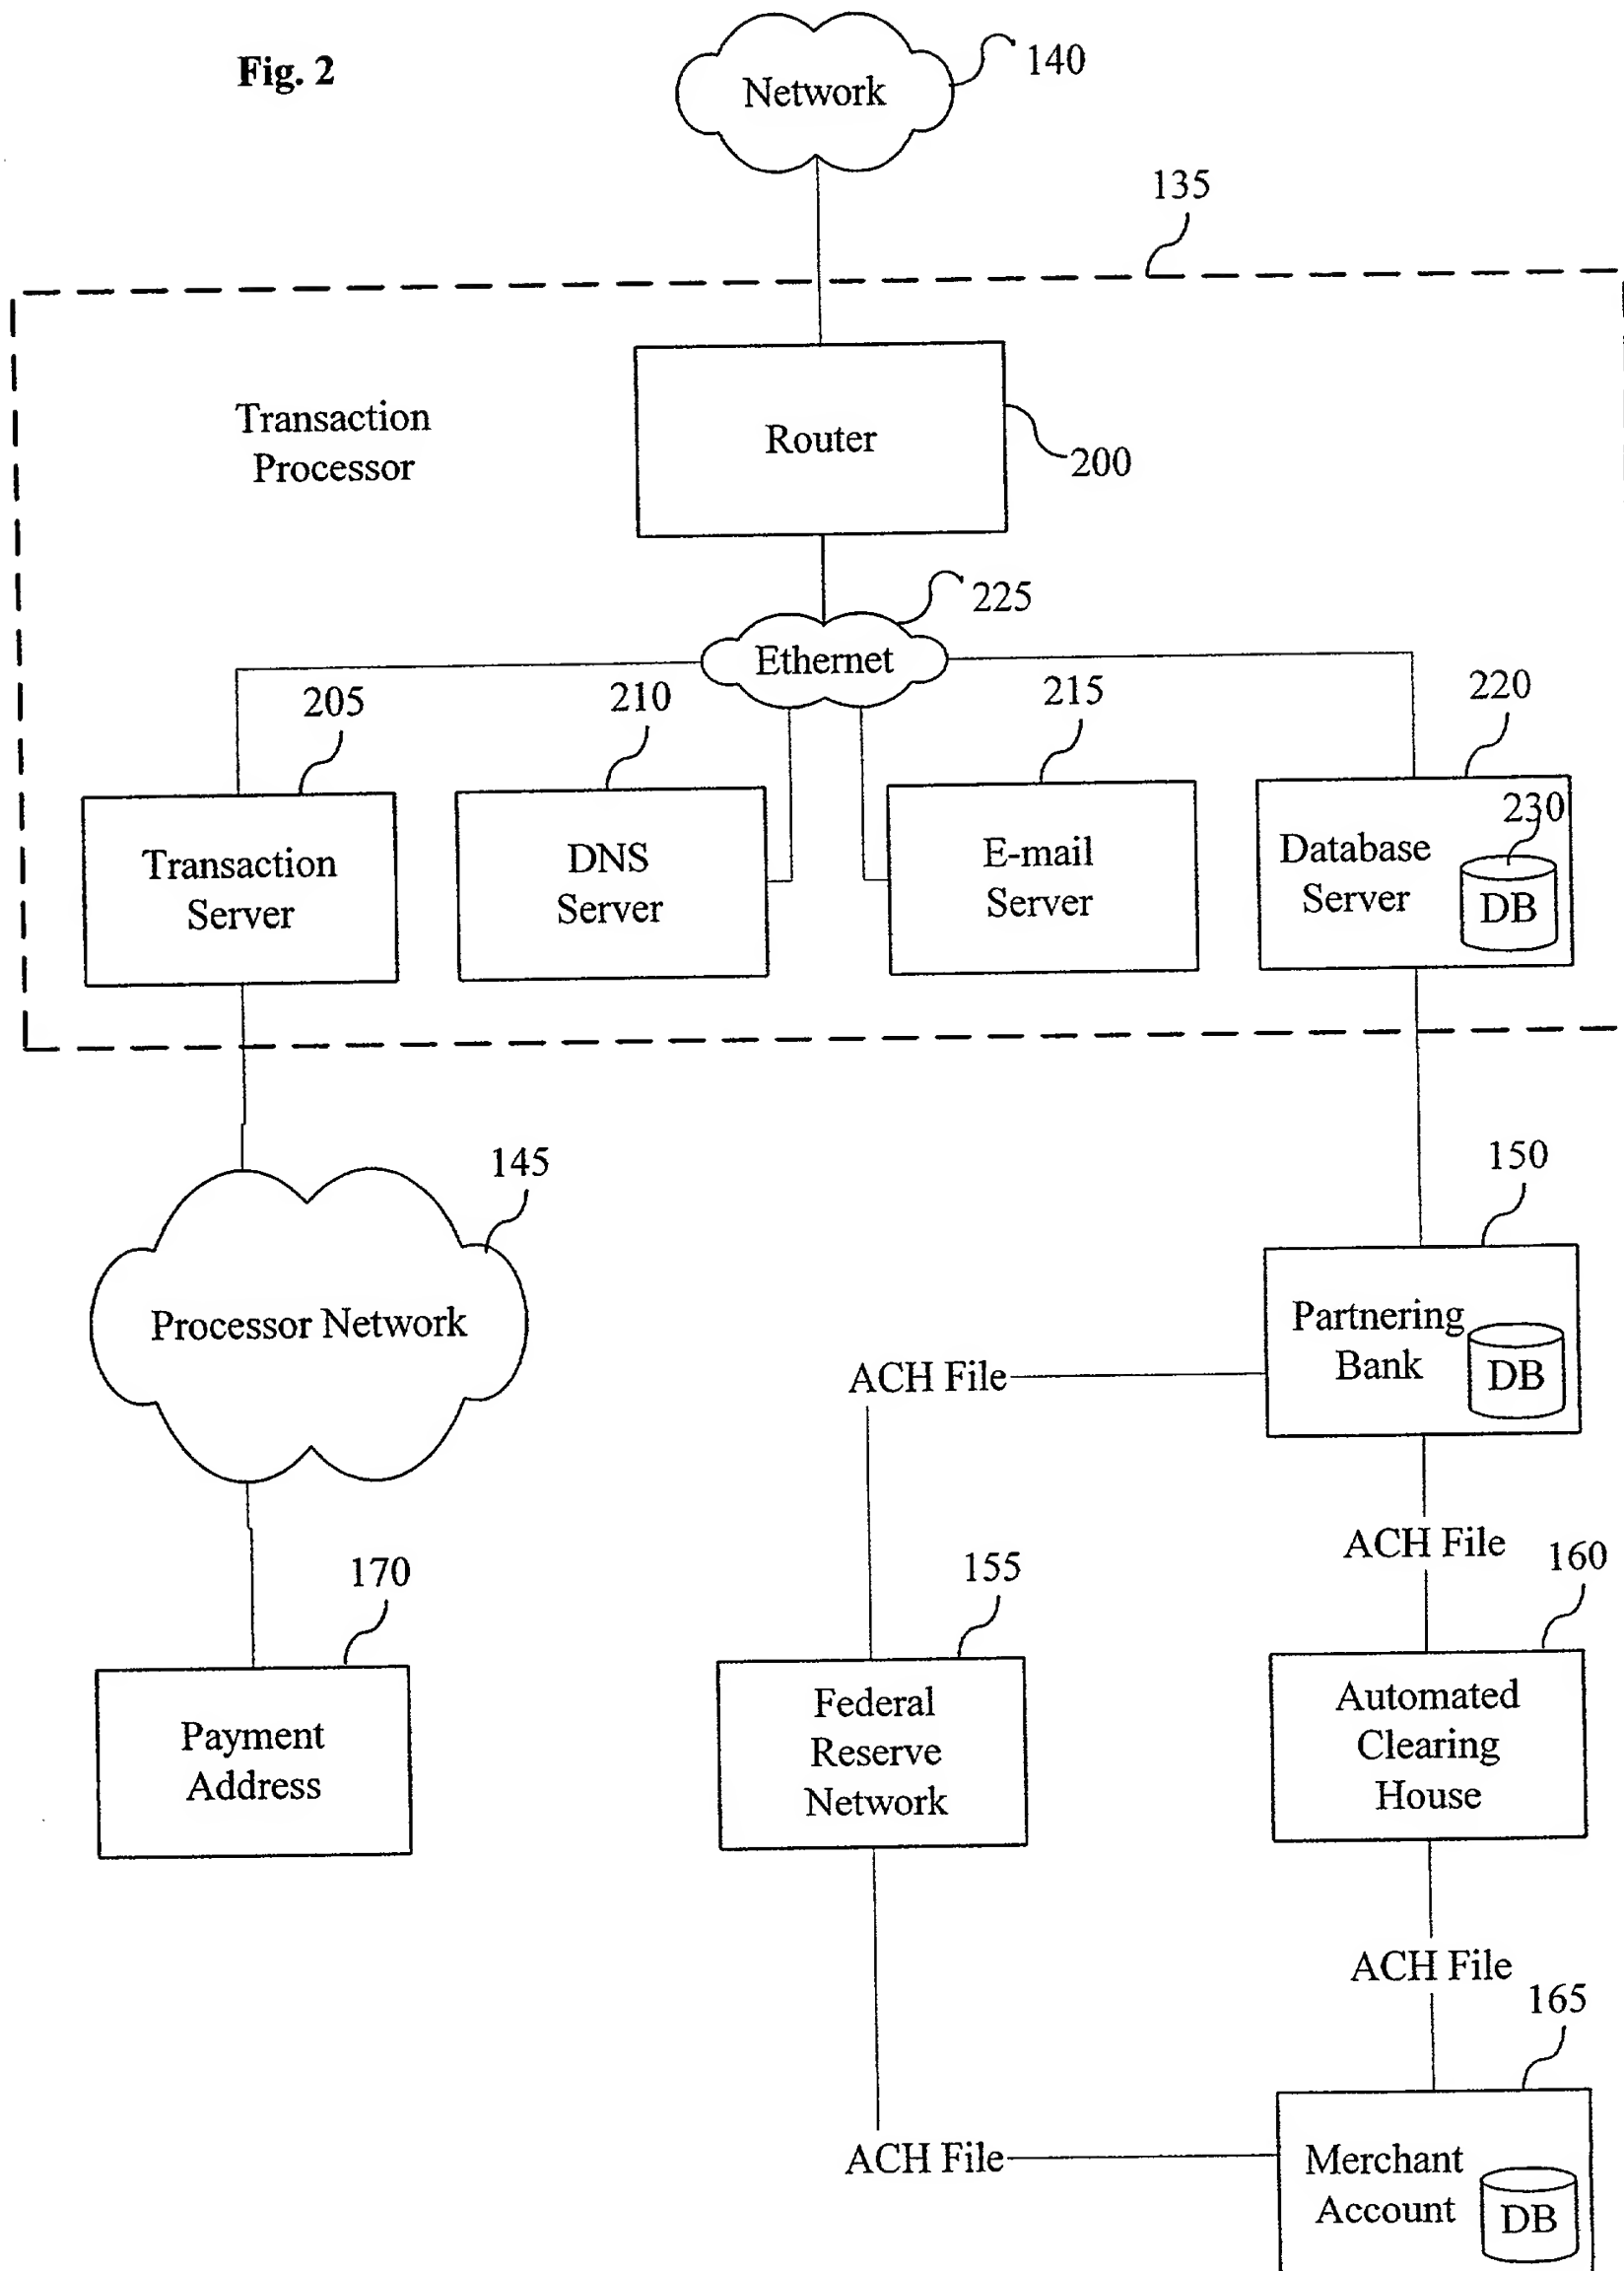 Fig. 2
Network
140
135
Transaction
Processor
Router
200
225
Ethernet
205
210
215
220
Transaction
Server
DNS
Server
E-mail
Server
Database
Server
230
DB
145
150
Processor Network
Partnering
Bank
DB
ACH File
ACH File
170
155
160
Payment
Address
Federal
Reserve
Network
Automated
Clearing
House
ACH File
165
ACH File
Merchant
Account
DB